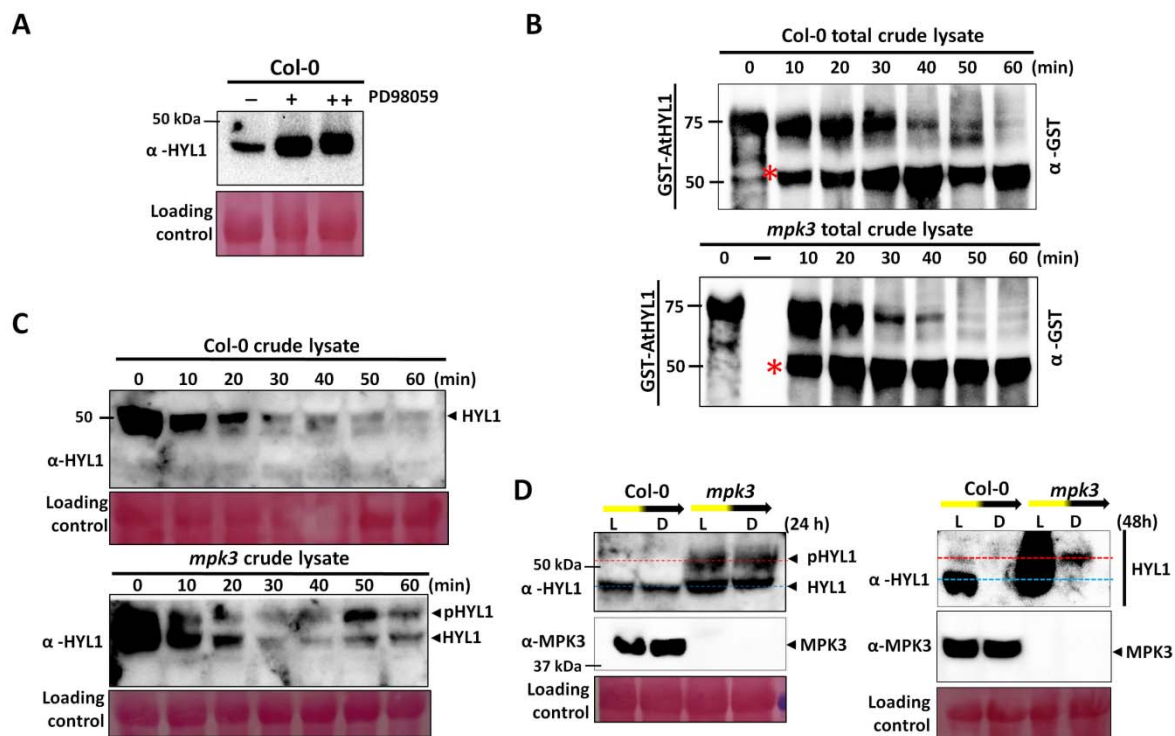 A
Col-0
− + ++ PD98059
50 kDa
α -HYL1
Loading
control
B
Col-0 total crude lysate
0 10 20 30 40 50 60 (min)
GST-AtHYL1
75
50
*
α -GST
mpk3 total crude lysate
0 − 10 20 30 40 50 60 (min)
GST-AtHYL1
75
50
*
α -GST
C
Col-0 crude lysate
0 10 20 30 40 50 60 (min)
50
HYL1
α-HYL1
Loading
control
mpk3 crude lysate
0 10 20 30 40 50 60 (min)
pHYL1
α -HYL1
HYL1
Loading
control
D
Col-0 mpk3
L D L D (24 h)
50 kDa
pHYL1
α -HYL1
HYL1
α-MPK3
MPK3
37 kDa
Loading
control
Col-0 mpk3
L D L D (48h)
α -HYL1
HYL1
α-MPK3
MPK3
Loading
control